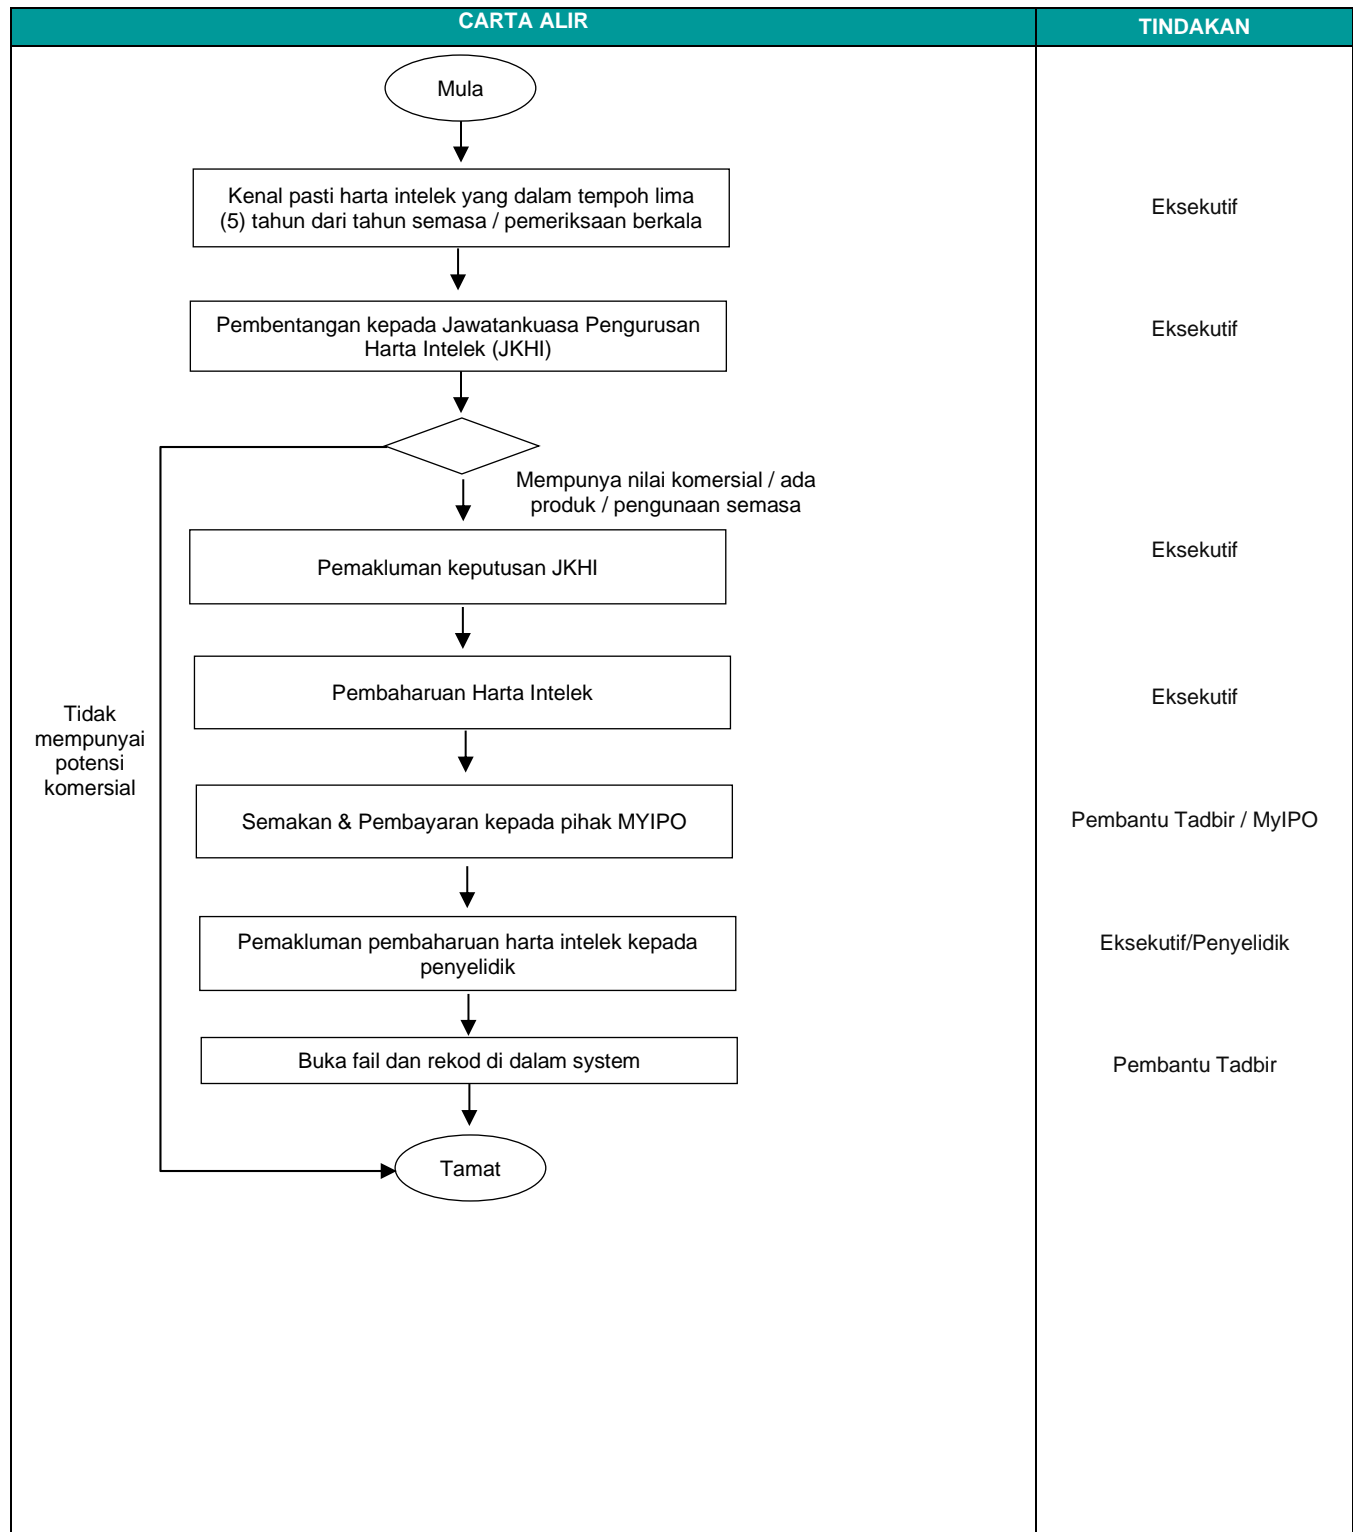 CARTA ALIR
TINDAKAN
Mula
Kenal pasti harta intelek yang dalam tempoh lima
(5) tahun dari tahun semasa / pemeriksaan berkala
Eksekutif
Pembentangan kepada Jawatankuasa Pengurusan
Harta Intelek (JKHI)
Eksekutif
Mempunya nilai komersial / ada
produk / pengunaan semasa
Pemakluman keputusan JKHI
Eksekutif
Pembaharuan Harta Intelek
Eksekutif
Tidak
mempunyai
potensi
komersial
Semakan & Pembayaran kepada pihak MYIPO
Pembantu Tadbir / MyIPO
Pemakluman pembaharuan harta intelek kepada
penyelidik
Eksekutif/Penyelidik
Buka fail dan rekod di dalam system
Pembantu Tadbir
Tamat